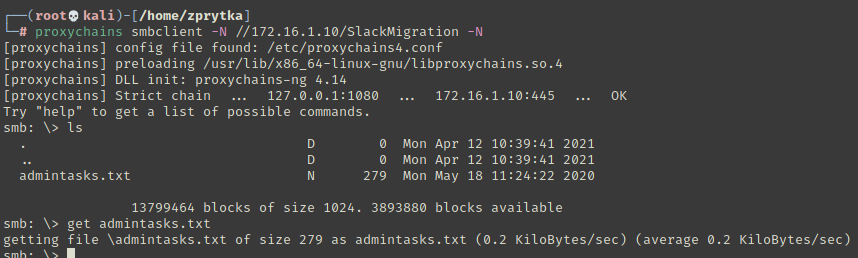 ┌──(root💀kali)-[/home/zprytka]
└─# proxychains smbclient -N //172.16.1.10/SlackMigration -N
[proxychains] config file found: /etc/proxychains4.conf
[proxychains] preloading /usr/lib/x86_64-linux-gnu/libproxychains.so.4
[proxychains] DLL init: proxychains-ng 4.14
[proxychains] Strict chain  ...  127.0.0.1:1080  ...  172.16.1.10:445  ...  OK
Try "help" to get a list of possible commands.
smb: \> ls
  .                                   D        0  Mon Apr 12 10:39:41 2021
  ..                                  D        0  Mon Apr 12 10:39:41 2021
  admintasks.txt                      N      279  Mon May 18 11:24:22 2020
                13799464 blocks of size 1024. 3893880 blocks available
smb: \> get admintasks.txt
getting file \admintasks.txt of size 279 as admintasks.txt (0.2 KiloBytes/sec) (average 0.2 KiloBytes/sec)
smb: \>